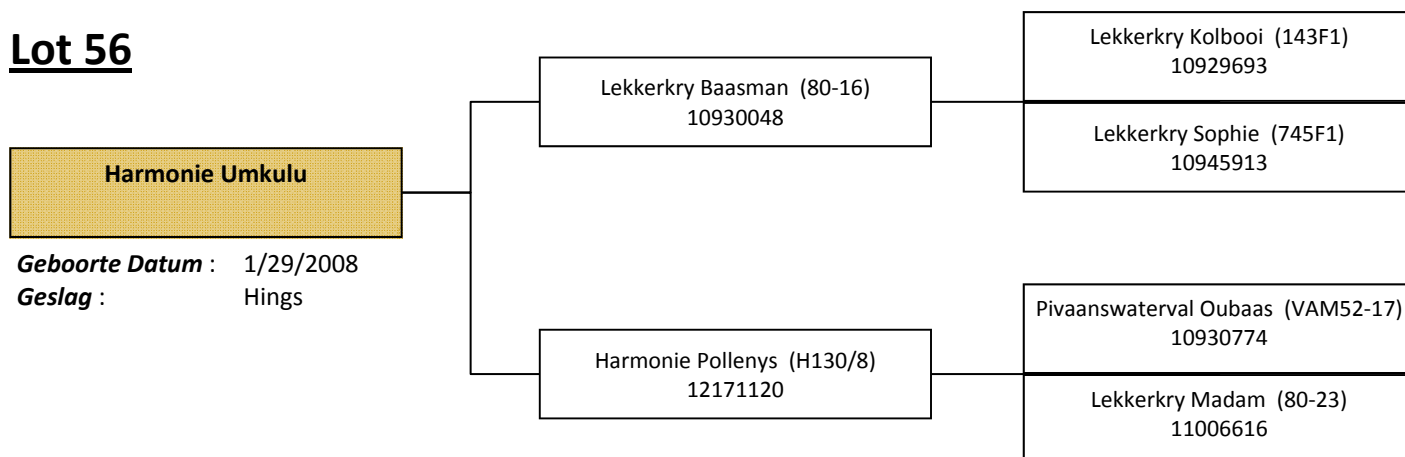 Lot 56
Harmonie Umkulu
Geboorte Datum : 1/29/2008
Geslag : Hings
Lekkerkry Baasman (80-16)
10930048
Harmonie Pollenys (H130/8)
12171120
Lekkerkry Kolbooi (143F1)
10929693
Lekkerkry Sophie (745F1)
10945913
Pivaanswaterval Oubaas (VAM52-17)
10930774
Lekkerkry Madam (80-23)
11006616